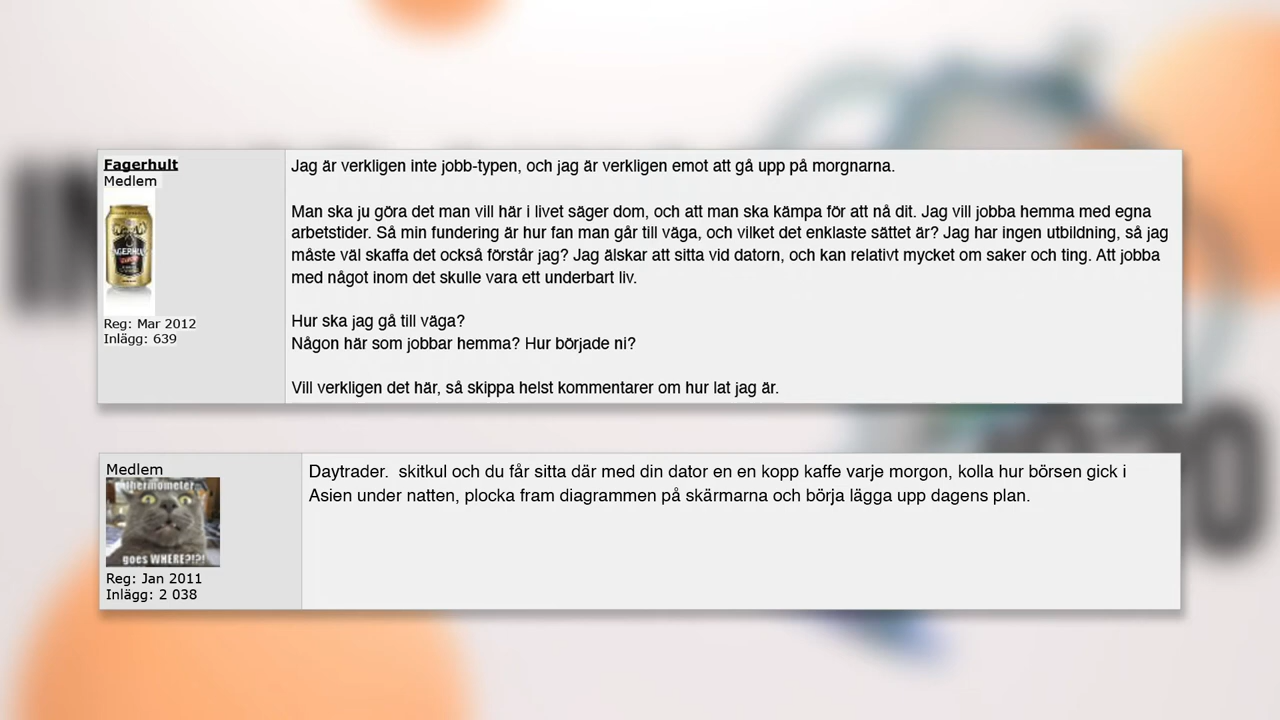 Fagerhult
Medlem
Reg: Mar 2012
Inlägg: 639
Jag är verkligen inte jobb-typen, och jag är verkligen emot att gå upp på morgnarna.
Man ska ju göra det man vill här i livet säger dom, och att man ska kämpa för att nå dit. Jag vill jobba hemma med egna
arbetstider. Så min fundering är hur fan man går till väga, och vilket det enklaste sättet är? Jag har ingen utbildning, så jag
måste väl skaffa det också förstår jag? Jag älskar att sitta vid datorn, och kan relativt mycket om saker och ting. Att jobba
med något inom det skulle vara ett underbart liv.
Hur ska jag gå till väga?
Någon här som jobbar hemma? Hur började ni?
Vill verkligen det här, så skippa helst kommentarer om hur lat jag är.
Medlem
thermometer
goes WHERE?!?!
Reg: Jan 2011
Inlägg: 2 038
Daytrader. skitkul och du får sitta där med din dator en en kopp kaffe varje morgon, kolla hur börsen gick i
Asien under natten, plocka fram diagrammen på skärmarna och börja lägga upp dagens plan.